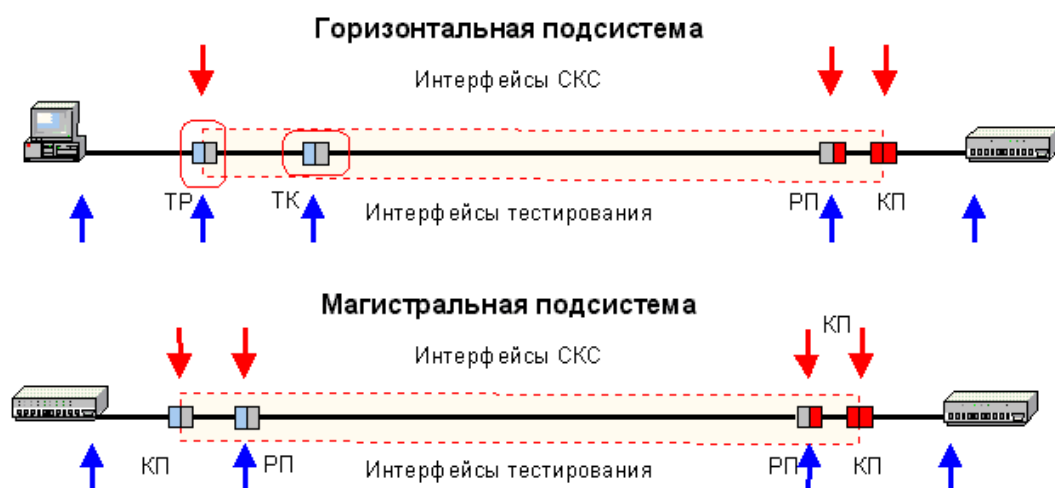 Горизонтальная подсистема
Интерфейсы СКС
ТР
ТК
Интерфейсы тестирования
РП
КП
Магистральная подсистема
КП
Интерфейсы СКС
КП
РП
Интерфейсы тестирования
РП
КП